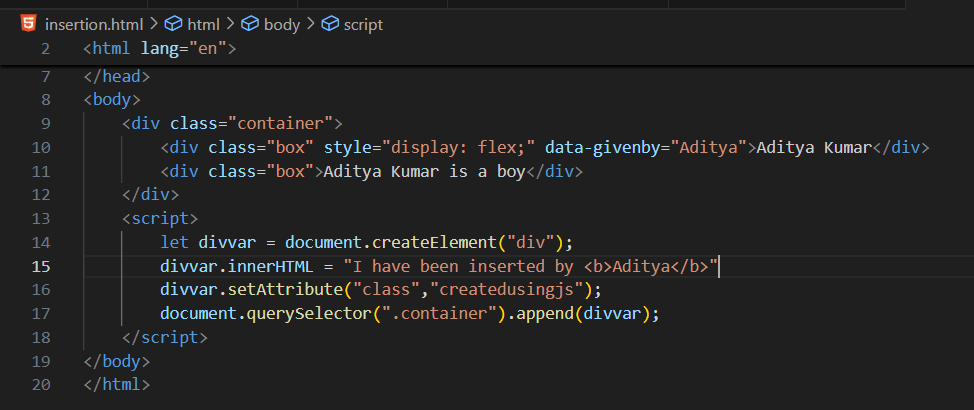 insertion.html > html > body > script
2 <html lang="en">
7 </head>
8 <body>
9 <div class="container">
10 <div class="box" style="display: flex;" data-givenby="Aditya">Aditya Kumar</div>
11 <div class="box">Aditya Kumar is a boy</div>
12 </div>
13 <script>
14 let divvar = document.createElement("div");
15 divvar.innerHTML = "I have been inserted by <b>Aditya</b>"
16 divvar.setAttribute("class","createdusingjs");
17 document.querySelector(".container").append(divvar);
18 </script>
19 </body>
20 </html>